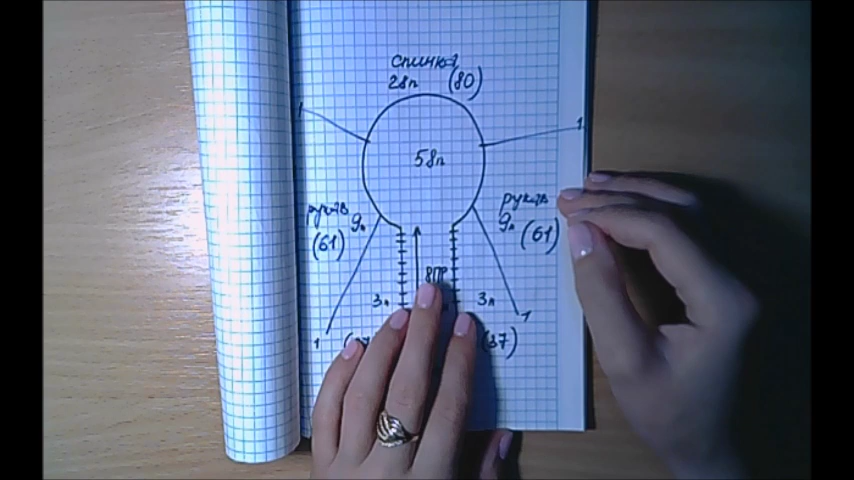 спинка
28п (80)
1
1
58п
рукав
9п
(61)
рукав
9п (61)
8ПР
3п
3п
1
1
(37)